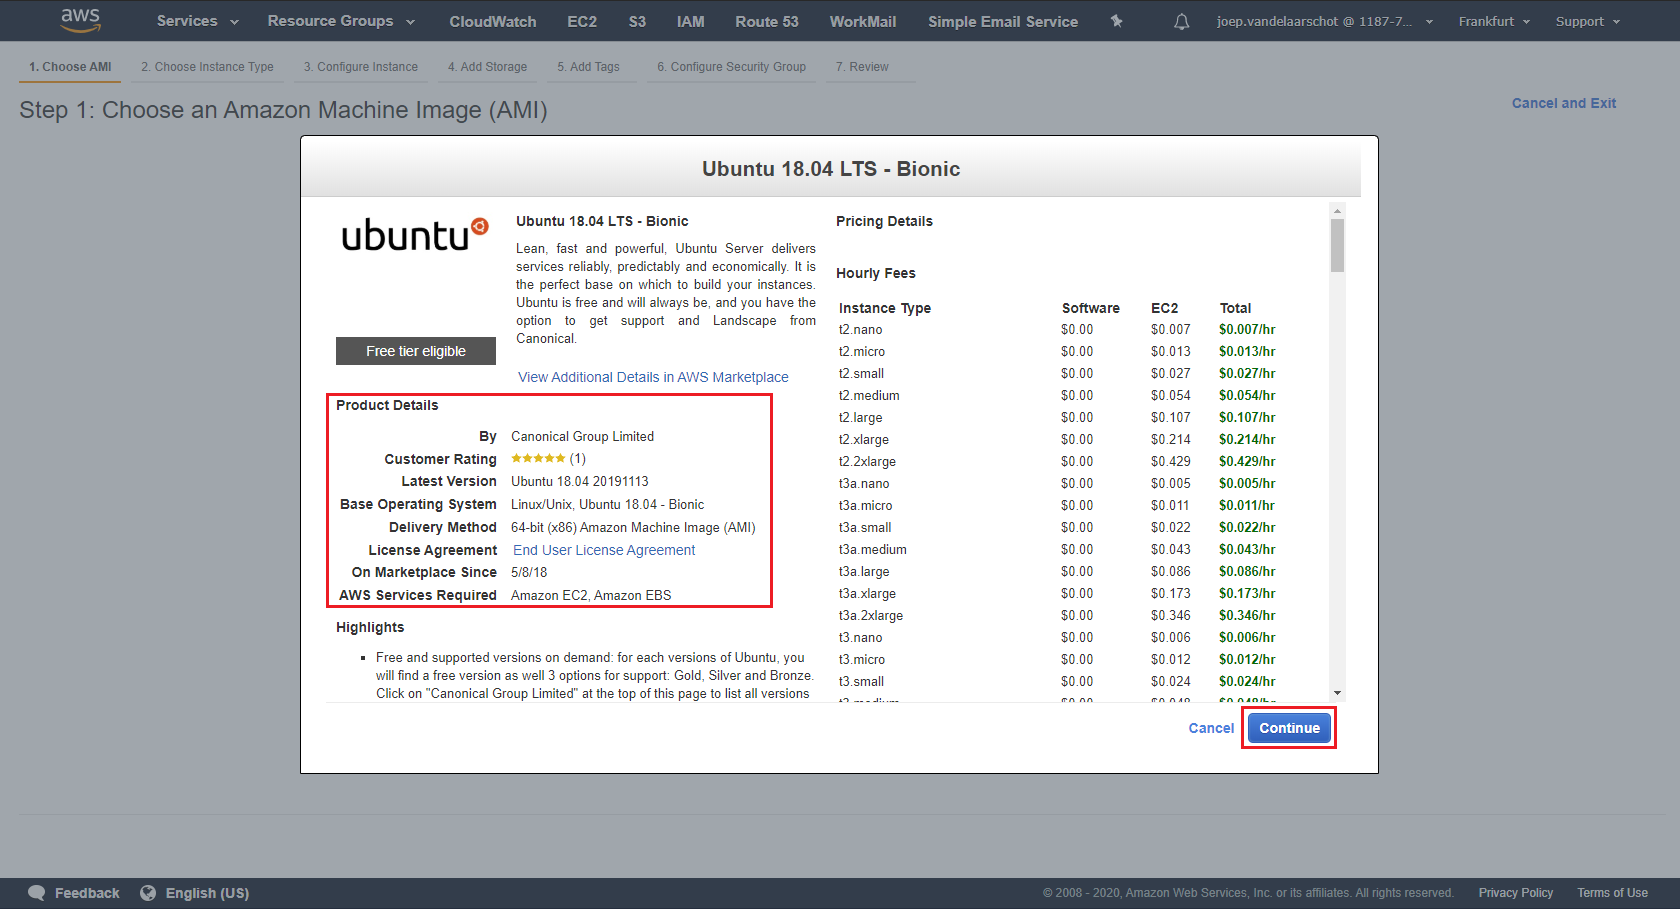 aws
Services
Resource Groups
CloudWatch
EC2
S3
IAM
Route 53
WorkMail
Simple Email Service
joep.vandelaarschot @ 1187-7...
Frankfurt
Support
1. Choose AMI
2. Choose Instance Type
3. Configure Instance
4. Add Storage
5. Add Tags
6. Configure Security Group
7. Review
Step 1: Choose an Amazon Machine Image (AMI)
Cancel and Exit
Ubuntu 18.04 LTS - Bionic
ubuntu
Free tier eligible
Ubuntu 18.04 LTS - Bionic
Lean, fast and powerful, Ubuntu Server delivers
services reliably, predictably and economically. It is
the perfect base on which to build your instances.
Ubuntu is free and will always be, and you have the
option to get support and Landscape from
Canonical.
View Additional Details in AWS Marketplace
Product Details
By Canonical Group Limited
Customer Rating (1)
Latest Version Ubuntu 18.04 20191113
Base Operating System Linux/Unix, Ubuntu 18.04 - Bionic
Delivery Method 64-bit (x86) Amazon Machine Image (AMI)
License Agreement End User License Agreement
On Marketplace Since 5/8/18
AWS Services Required Amazon EC2, Amazon EBS
Highlights
Free and supported versions on demand: for each versions of Ubuntu, you
will find a free version as well 3 options for support: Gold, Silver and Bronze.
Click on "Canonical Group Limited" at the top of this page to list all versions
Pricing Details
Hourly Fees
Instance Type Software EC2 Total
t2.nano $0.00 $0.007 $0.007/hr
t2.micro $0.00 $0.013 $0.013/hr
t2.small $0.00 $0.027 $0.027/hr
t2.medium $0.00 $0.054 $0.054/hr
t2.large $0.00 $0.107 $0.107/hr
t2.xlarge $0.00 $0.214 $0.214/hr
t2.2xlarge $0.00 $0.429 $0.429/hr
t3a.nano $0.00 $0.005 $0.005/hr
t3a.micro $0.00 $0.011 $0.011/hr
t3a.small $0.00 $0.022 $0.022/hr
t3a.medium $0.00 $0.043 $0.043/hr
t3a.large $0.00 $0.086 $0.086/hr
t3a.xlarge $0.00 $0.173 $0.173/hr
t3a.2xlarge $0.00 $0.346 $0.346/hr
t3.nano $0.00 $0.006 $0.006/hr
t3.micro $0.00 $0.012 $0.012/hr
t3.small $0.00 $0.024 $0.024/hr
Cancel
Continue
Feedback
English (US)
© 2008 - 2020, Amazon Web Services, Inc. or its affiliates. All rights reserved.
Privacy Policy
Terms of Use